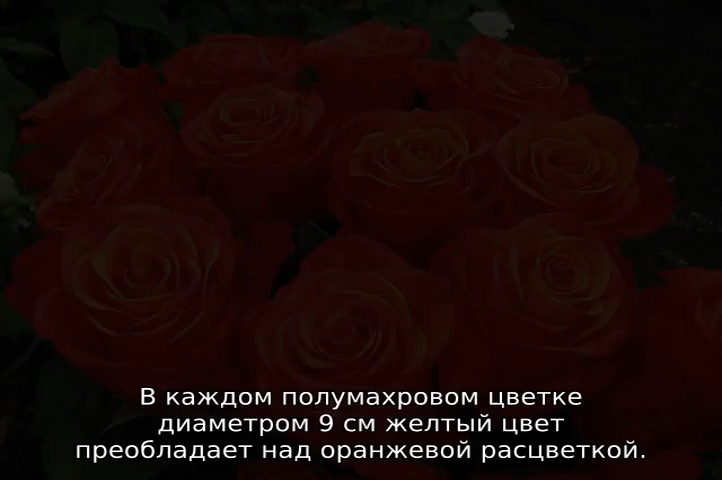 В каждом полумахровом цветке
диаметром 9 см желтый цвет
преобладает над оранжевой расцветкой.